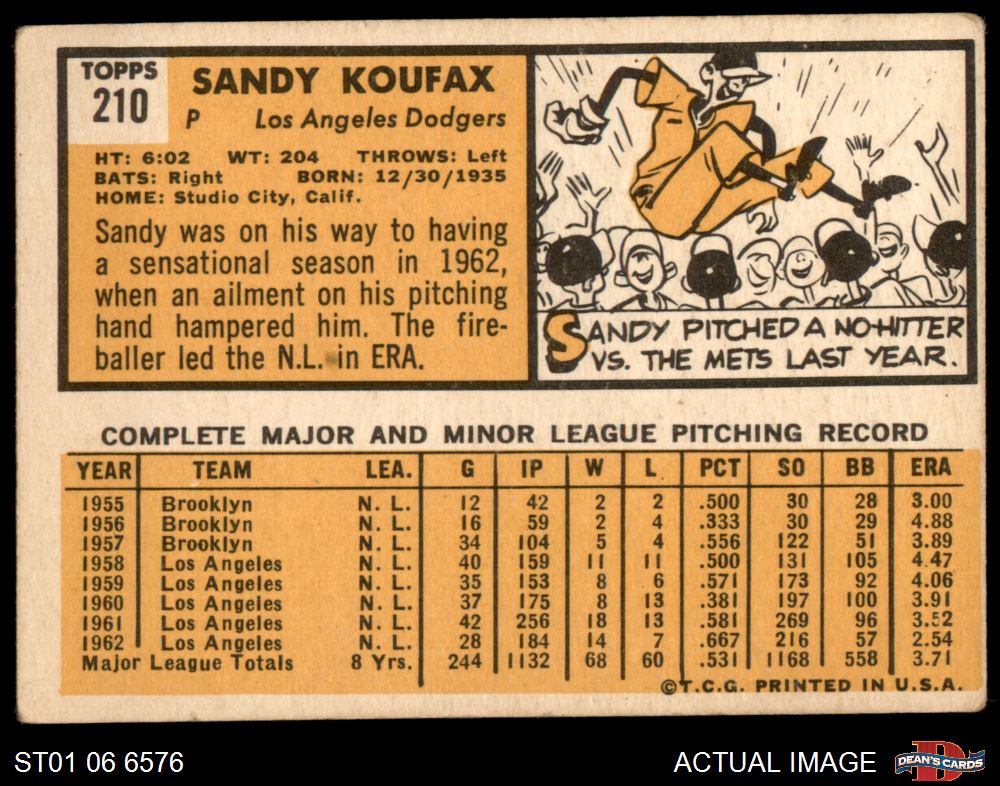 TOPPS
210
SANDY KOUFAX
P Los Angeles Dodgers
HT: 6:02 WT: 204 THROWS: Left
BATS: Right BORN: 12/30/1935
HOME: Studio City, Calif.
Sandy was on his way to having
a sensational season in 1962,
when an ailment on his pitching
hand hampered him. The fire-
baller led the N.L. in ERA.
SANDY PITCHED A NO-HITTER
VS. THE METS LAST YEAR.
COMPLETE MAJOR AND MINOR LEAGUE PITCHING RECORD
YEAR TEAM LEA. G IP W L PCT SO BB ERA
1955 Brooklyn N. L. 12 42 2 2 .500 30 28 3.00
1956 Brooklyn N. L. 16 59 2 4 .333 30 29 4.88
1957 Brooklyn N. L. 34 104 5 4 .556 122 51 3.89
1958 Los Angeles N. L. 40 159 11 11 .500 131 105 4.47
1959 Los Angeles N. L. 35 153 8 6 .571 173 92 4.06
1960 Los Angeles N. L. 37 175 8 13 .381 197 100 3.91
1961 Los Angeles N. L. 42 256 18 13 .581 269 96 3.52
1962 Los Angeles N. L. 28 184 14 7 .667 216 57 2.54
Major League Totals 8 Yrs. 244 1132 68 60 .531 1168 558 3.71
©T.C.G. PRINTED IN U.S.A.
ST01 06 6576
ACTUAL IMAGE
DEAN'S CARDS